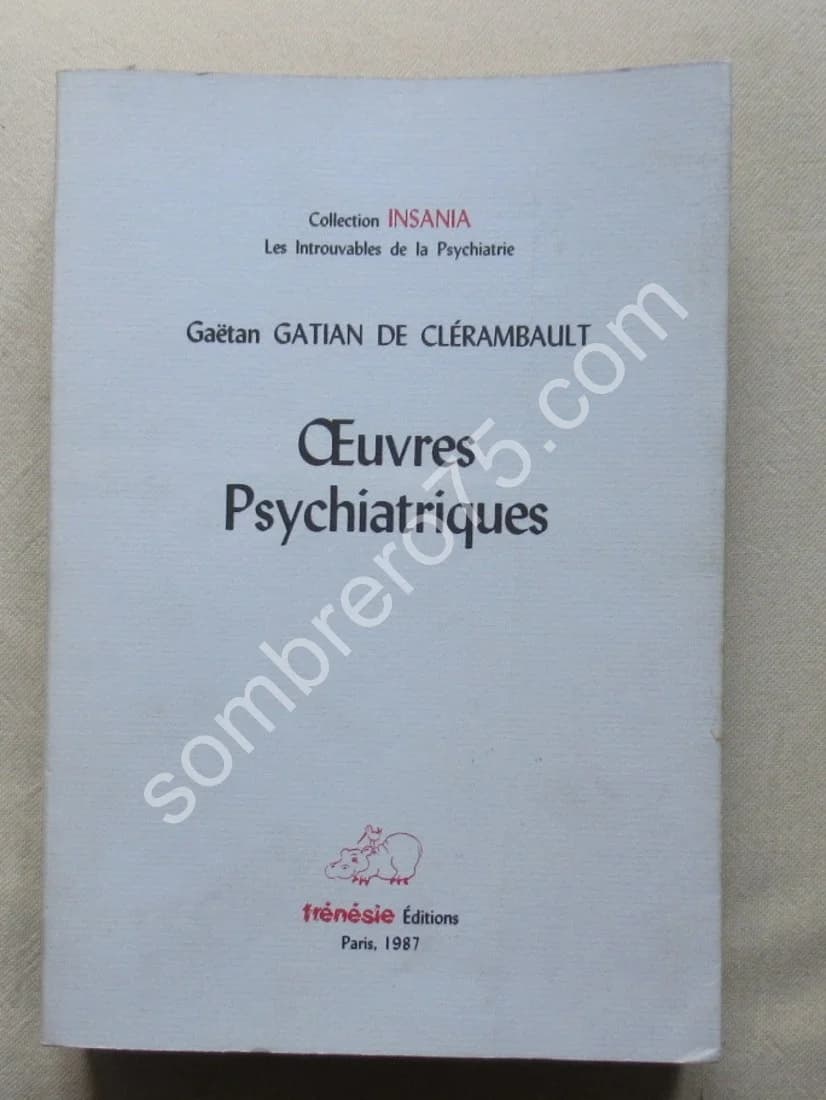 Collection INSANIA
Les Introuvables de la Psychiatrie
Gaëtan GATIAN DE CLÉRAMBAULT
Œuvres
Psychiatriques
sombrero75.com
frénésie Éditions
Paris, 1987